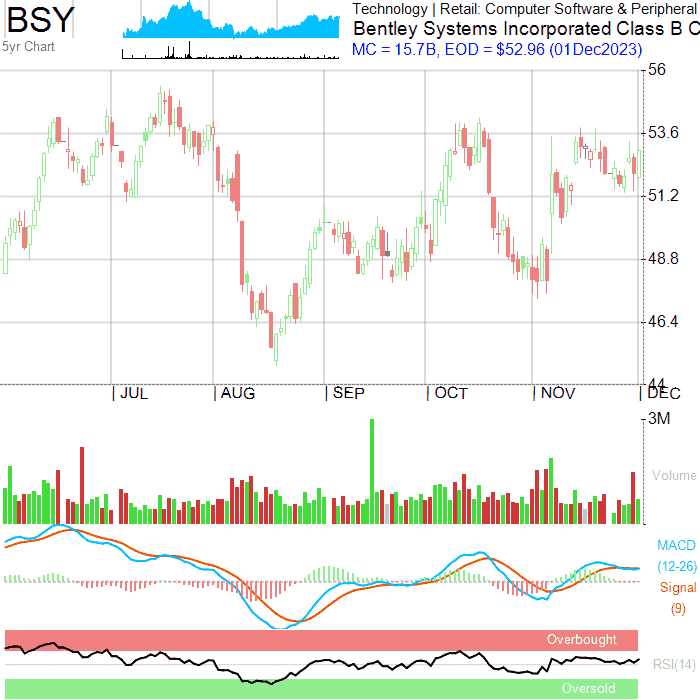 BSY
5yr Chart
Technology | Retail: Computer Software & Peripheral
Bentley Systems Incorporated Class B C
MC = 15.7B, EOD = $52.96 (01Dec2023)
56
53.6
51.2
48.8
46.4
44
JUL AUG SEP OCT NOV DEC
3M
Volume
MACD
(12-26)
Signal
(9)
Overbought
RSI(14)
Oversold